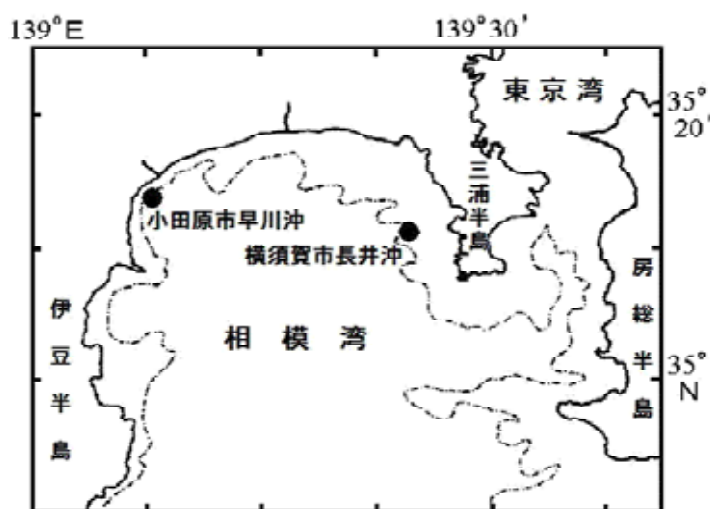 139°E
139°30′
東京湾
35°
20′
三浦半島
小田原市早川沖
横須賀市長井沖
房総半島
伊豆半島
相模湾
35°
N